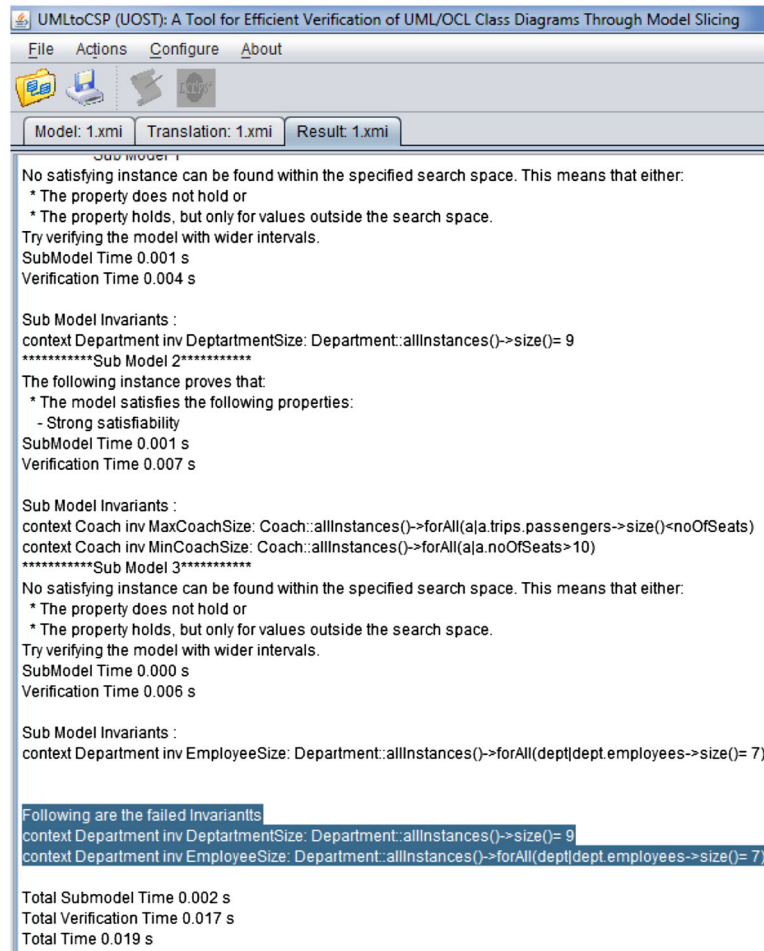 UMLtoCSP (UOST): A Tool for Efficient Verification of UML/OCL Class Diagrams Through Model Slicing
File Actions Configure About
Model: 1.xmi Translation: 1.xmi Result: 1.xmi
Sub Model 1
No satisfying instance can be found within the specified search space. This means that either:
* The property does not hold or
* The property holds, but only for values outside the search space.
Try verifying the model with wider intervals.
SubModel Time 0.001 s
Verification Time 0.004 s
Sub Model Invariants :
context Department inv DeptartmentSize: Department::allInstances()->size()= 9
***********Sub Model 2***********
The following instance proves that:
* The model satisfies the following properties:
- Strong satisfiability
SubModel Time 0.001 s
Verification Time 0.007 s
Sub Model Invariants :
context Coach inv MaxCoachSize: Coach::allInstances()->forAll(a|a.trips.passengers->size()<noOfSeats)
context Coach inv MinCoachSize: Coach::allInstances()->forAll(a|a.noOfSeats>10)
***********Sub Model 3***********
No satisfying instance can be found within the specified search space. This means that either:
* The property does not hold or
* The property holds, but only for values outside the search space.
Try verifying the model with wider intervals.
SubModel Time 0.000 s
Verification Time 0.006 s
Sub Model Invariants :
context Department inv EmployeeSize: Department::allInstances()->forAll(dept|dept.employees->size()= 7)
Following are the failed Invariantts
context Department inv DeptartmentSize: Department::allInstances()->size()= 9
context Department inv EmployeeSize: Department::allInstances()->forAll(dept|dept.employees->size()= 7)
Total Submodel Time 0.002 s
Total Verification Time 0.017 s
Total Time 0.019 s